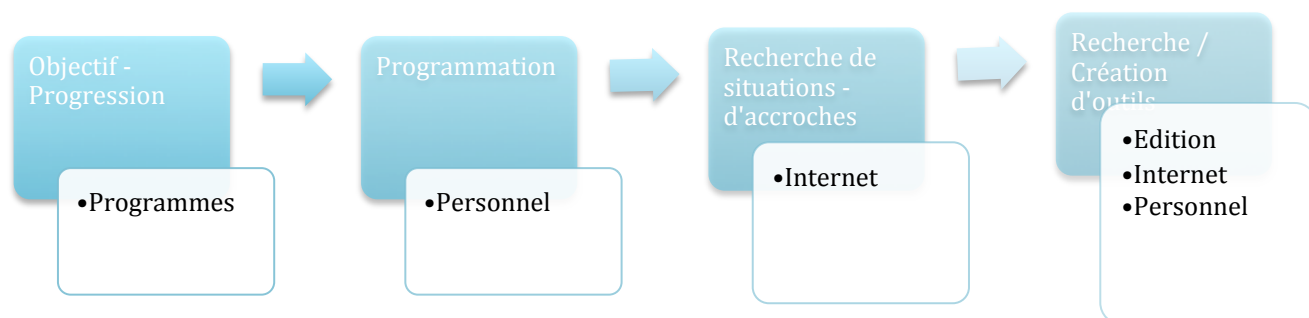 Objectif -
Progression
•Programmes
Programmation
•Personnel
Recherche de
situations -
d'accroches
•Internet
Recherche /
Création
d'outils
•Edition
•Internet
•Personnel